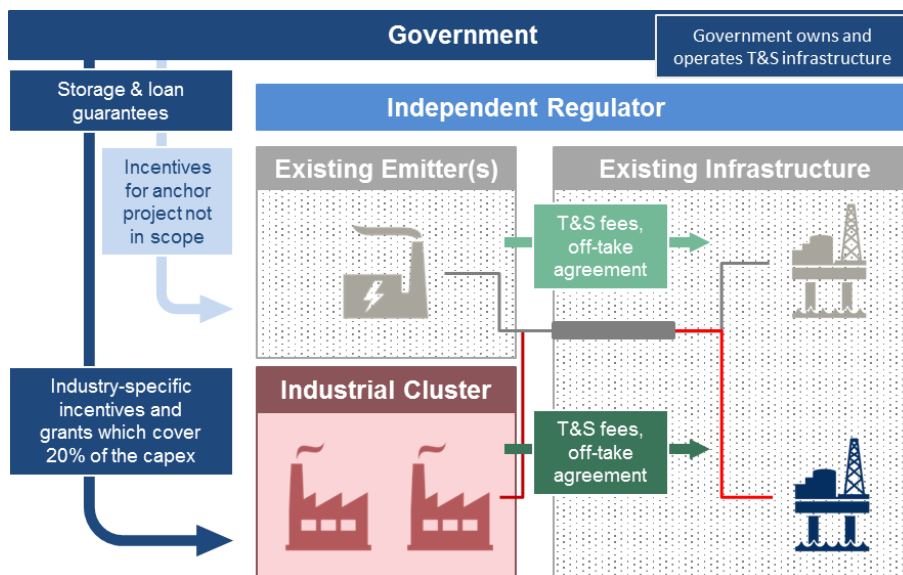 Government
Government owns and
operates T&S infrastructure
Storage & loan
guarantees
Independent Regulator
Incentives
for anchor
project not
in scope
Existing Emitter(s)
Existing Infrastructure
T&S fees,
off-take
agreement
Industry-specific
incentives and
grants which cover
20% of the capex
Industrial Cluster
T&S fees,
off-take
agreement